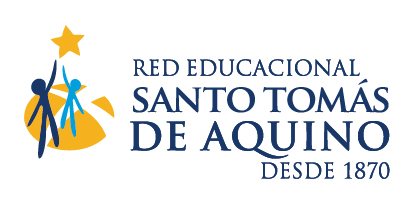 RED EDUCACIONAL
SANTO TOMÁS
DE AQUINO
DESDE 1870